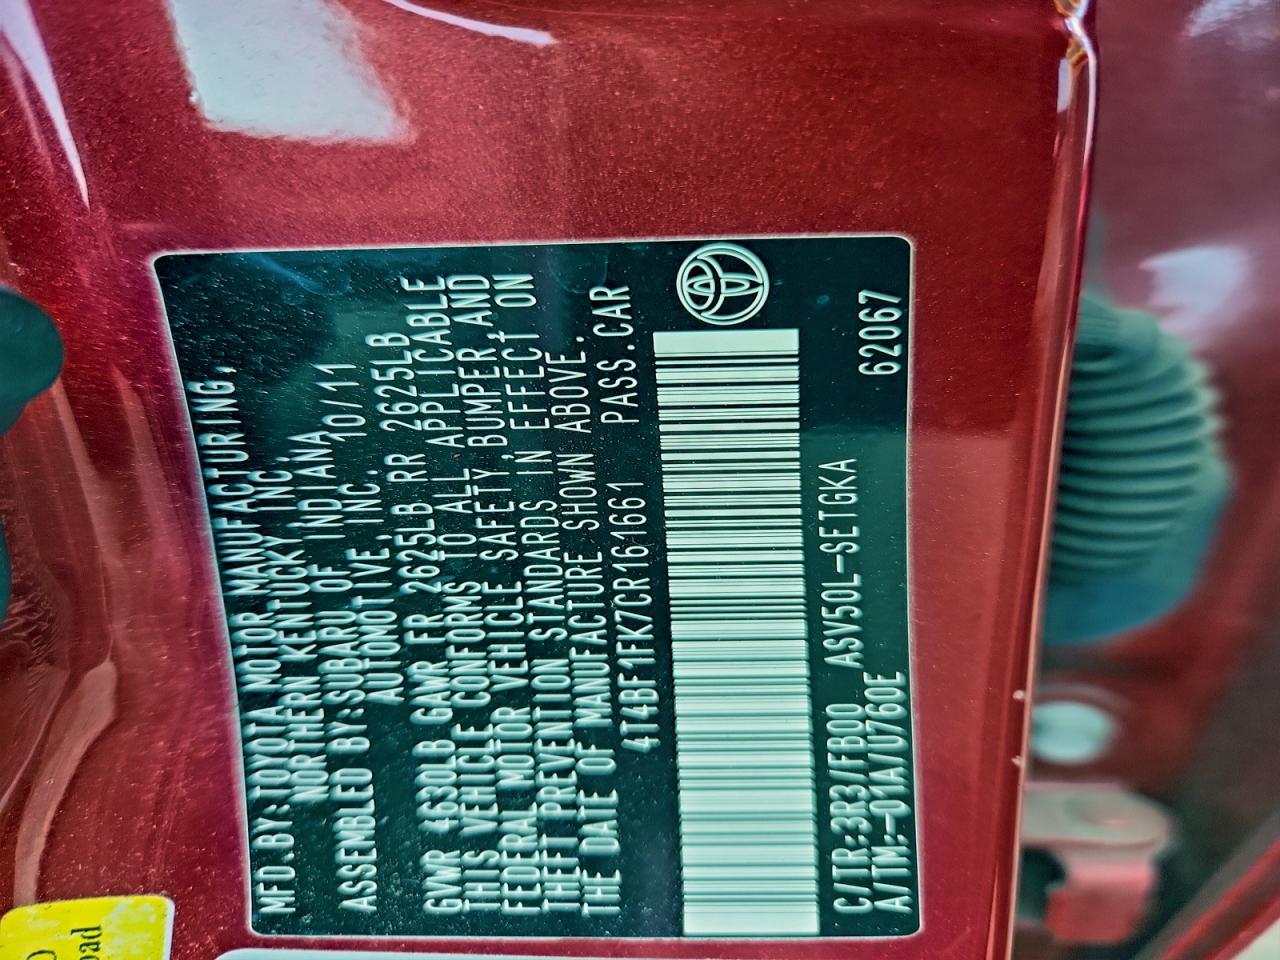 MFD.BY:TOYOTA MOTOR MANUFACTURING,
NORTHERN KENTUCKY INC.,
ASSEMBLED BY:SUBARU OF INDIANA
AUTOMOTIVE,INC. 10/11
GVWR 4630LB GAWR FR 2625LB RR 2625LB
THIS VEHICLE CONFORMS TO ALL APPLICABLE
FEDERAL MOTOR VEHICLE SAFETY,BUMPER,AND
THEFT PREVENTION STANDARDS IN EFFECT ON
THE DATE OF MANUFACTURE SHOWN ABOVE.
4T4BF1FK7CR161661 PASS.CAR
C/TR:3R3/FB00 ASV50L-SETGKA
A/TM:-01A/U760E 62067
oad